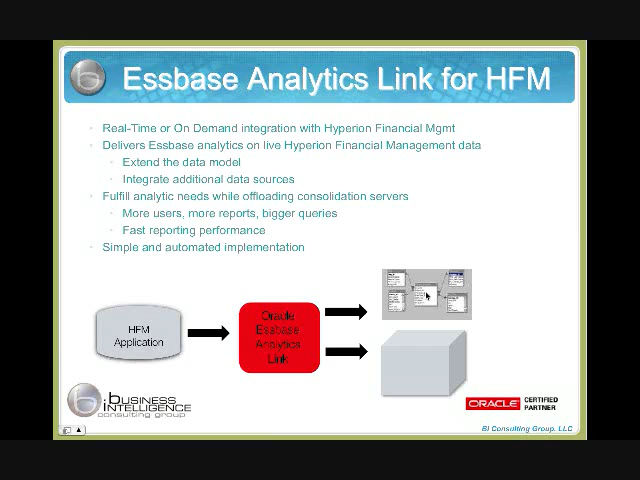 Essbase Analytics Link for HFM
Real-Time or On Demand integration with Hyperion Financial Mgmt
Delivers Essbase analytics on live Hyperion Financial Management data
Extend the data model
Integrate additional data sources
Fulfill analytic needs while offloading consolidation servers
More users, more reports, bigger queries
Fast reporting performance
Simple and automated implementation
HFM
Application
Oracle
Essbase
Analytics
Link
BUSINESS
INTELLIGENCE
consulting group
ORACLE
CERTIFIED
PARTNER
BI Consulting Group, LLC